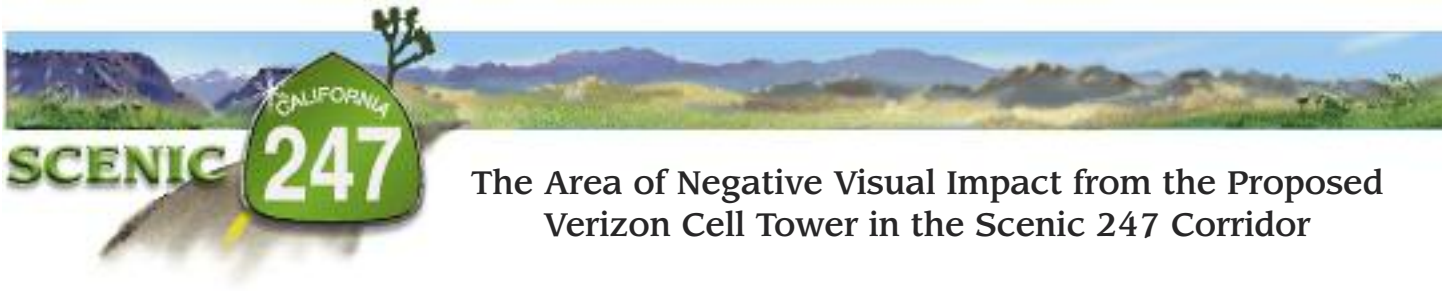 CALIFORNIA
SCENIC 247
The Area of Negative Visual Impact from the Proposed
Verizon Cell Tower in the Scenic 247 Corridor